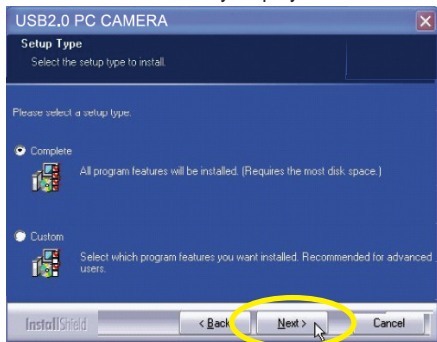 USB2.0 PC CAMERA
Setup Type
Select the setup type to install.
Please select a setup type.
Complete
All program features will be installed. (Requires the most disk space.)
Custom
Select which program features you want installed. Recommended for advanced
users.
InstallShield
< Back
Next >
Cancel